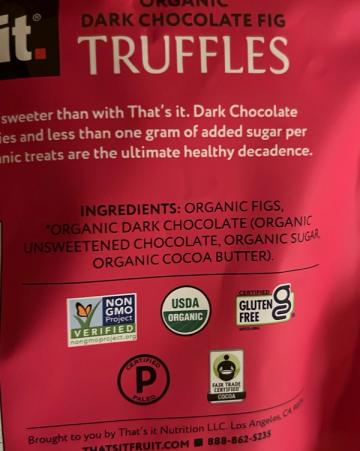 ORGANIC
DARK CHOCOLATE FIG
it.
TRUFFLES
sweeter than with That's it. Dark Chocolate
ies and less than one gram of added sugar per
nic treats are the ultimate healthy decadence.
INGREDIENTS: ORGANIC FIGS,
*ORGANIC DARK CHOCOLATE (ORGANIC
UNSWEETENED CHOCOLATE, ORGANIC SUGAR,
ORGANIC COCOA BUTTER).
NON
GMO
Project
VERIFIED
nongmoproject.org
USDA
ORGANIC
CERTIFIED
GLUTEN
FREE
g
CERTIFIED
P
PALEO
FAIR TRADE
CERTIFIED
COCOA
Brought to you by That's it Nutrition LLC. Los Angeles, CA
THATSITFRUIT.COM ■ 888-862-5235